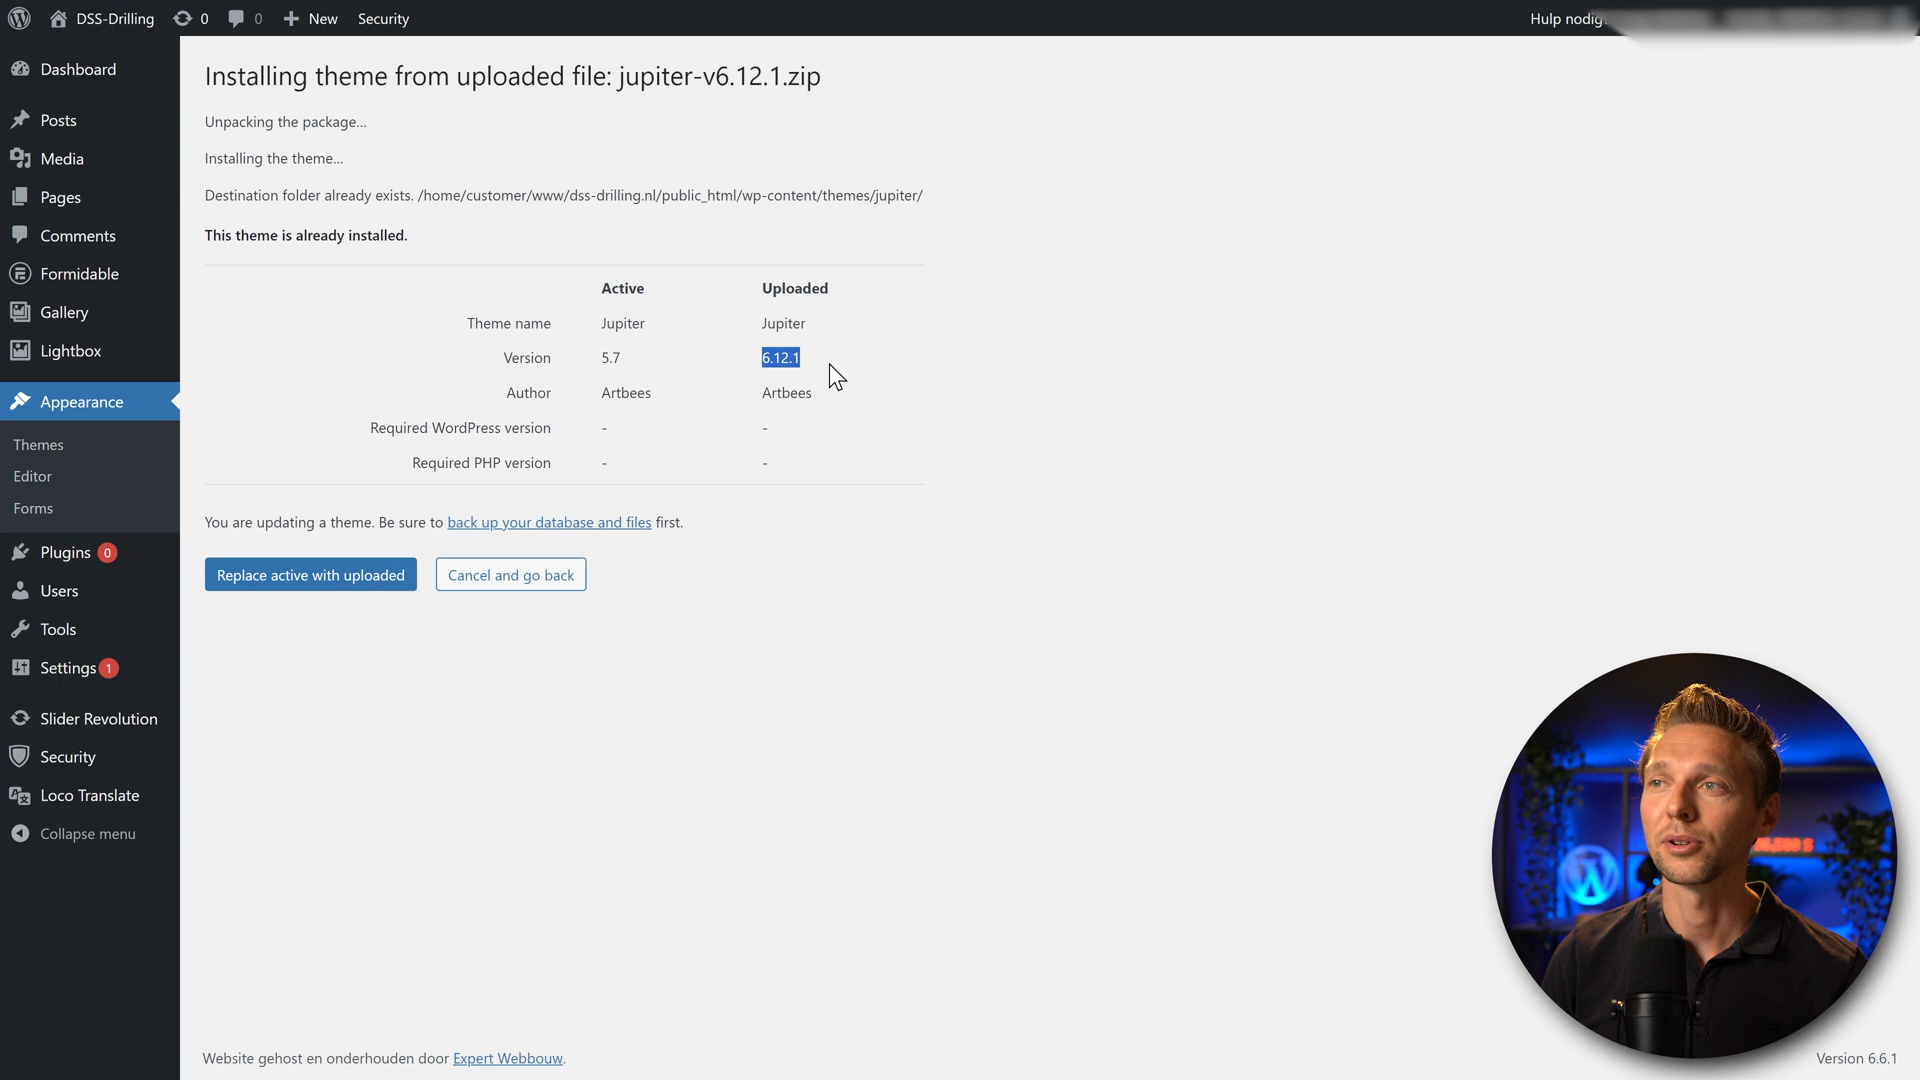 DSS-Drilling 0 0 New Security Hulp nodig
Dashboard
Posts
Media
Pages
Comments
Formidable
Gallery
Lightbox
Appearance
Themes
Editor
Forms
Plugins 0
Users
Tools
Settings 1
Slider Revolution
Security
Loco Translate
Collapse menu
Installing theme from uploaded file: jupiter-v6.12.1.zip
Unpacking the package...
Installing the theme...
Destination folder already exists. /home/customer/www/dss-drilling.nl/public_html/wp-content/themes/jupiter/
This theme is already installed.
Active Uploaded
Theme name Jupiter Jupiter
Version 5.7 6.12.1
Author Artbees Artbees
Required WordPress version - -
Required PHP version - -
You are updating a theme. Be sure to back up your database and files first.
Replace active with uploaded Cancel and go back
Website gehost en onderhouden door Expert Webbouw.
Version 6.6.1